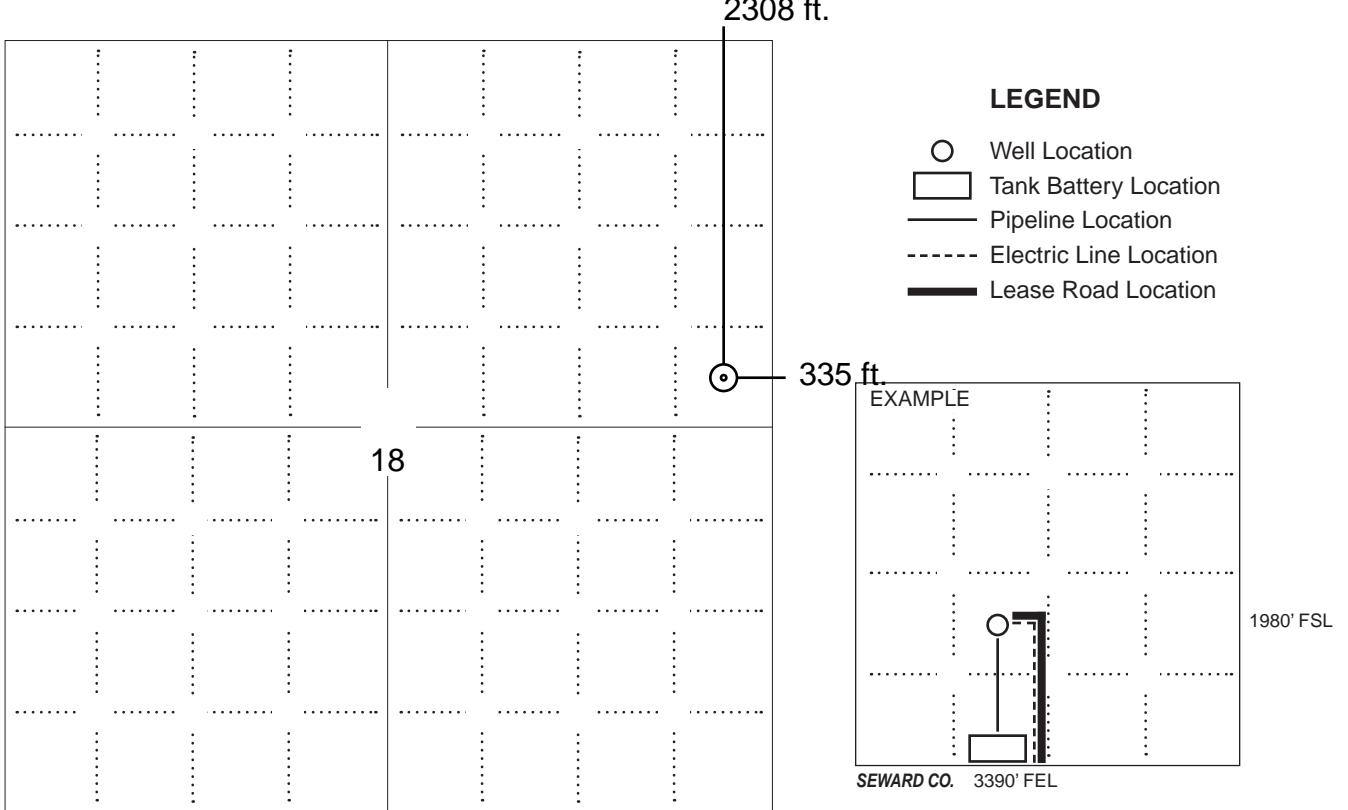 2308 ft.
LEGEND
Well Location
Tank Battery Location
Pipeline Location
Electric Line Location
Lease Road Location
335 ft.
EXAMPLE
18
1980' FSL
SEWARD CO. 3390' FEL